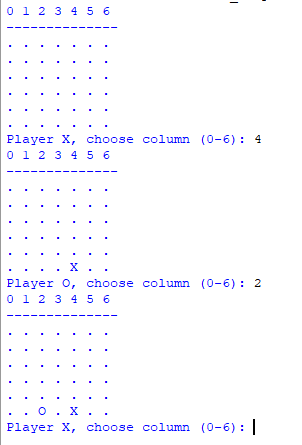 0 1 2 3 4 5 6
--------------
. . . . . . .
. . . . . . .
. . . . . . .
. . . . . . .
. . . . . . .
. . . . . . .
Player X, choose column (0-6): 4
0 1 2 3 4 5 6
--------------
. . . . . . .
. . . . . . .
. . . . . . .
. . . . . . .
. . . . . . .
. . . . X . .
Player O, choose column (0-6): 2
0 1 2 3 4 5 6
--------------
. . . . . . .
. . . . . . .
. . . . . . .
. . . . . . .
. . . . . . .
. . O . X . .
Player X, choose column (0-6):